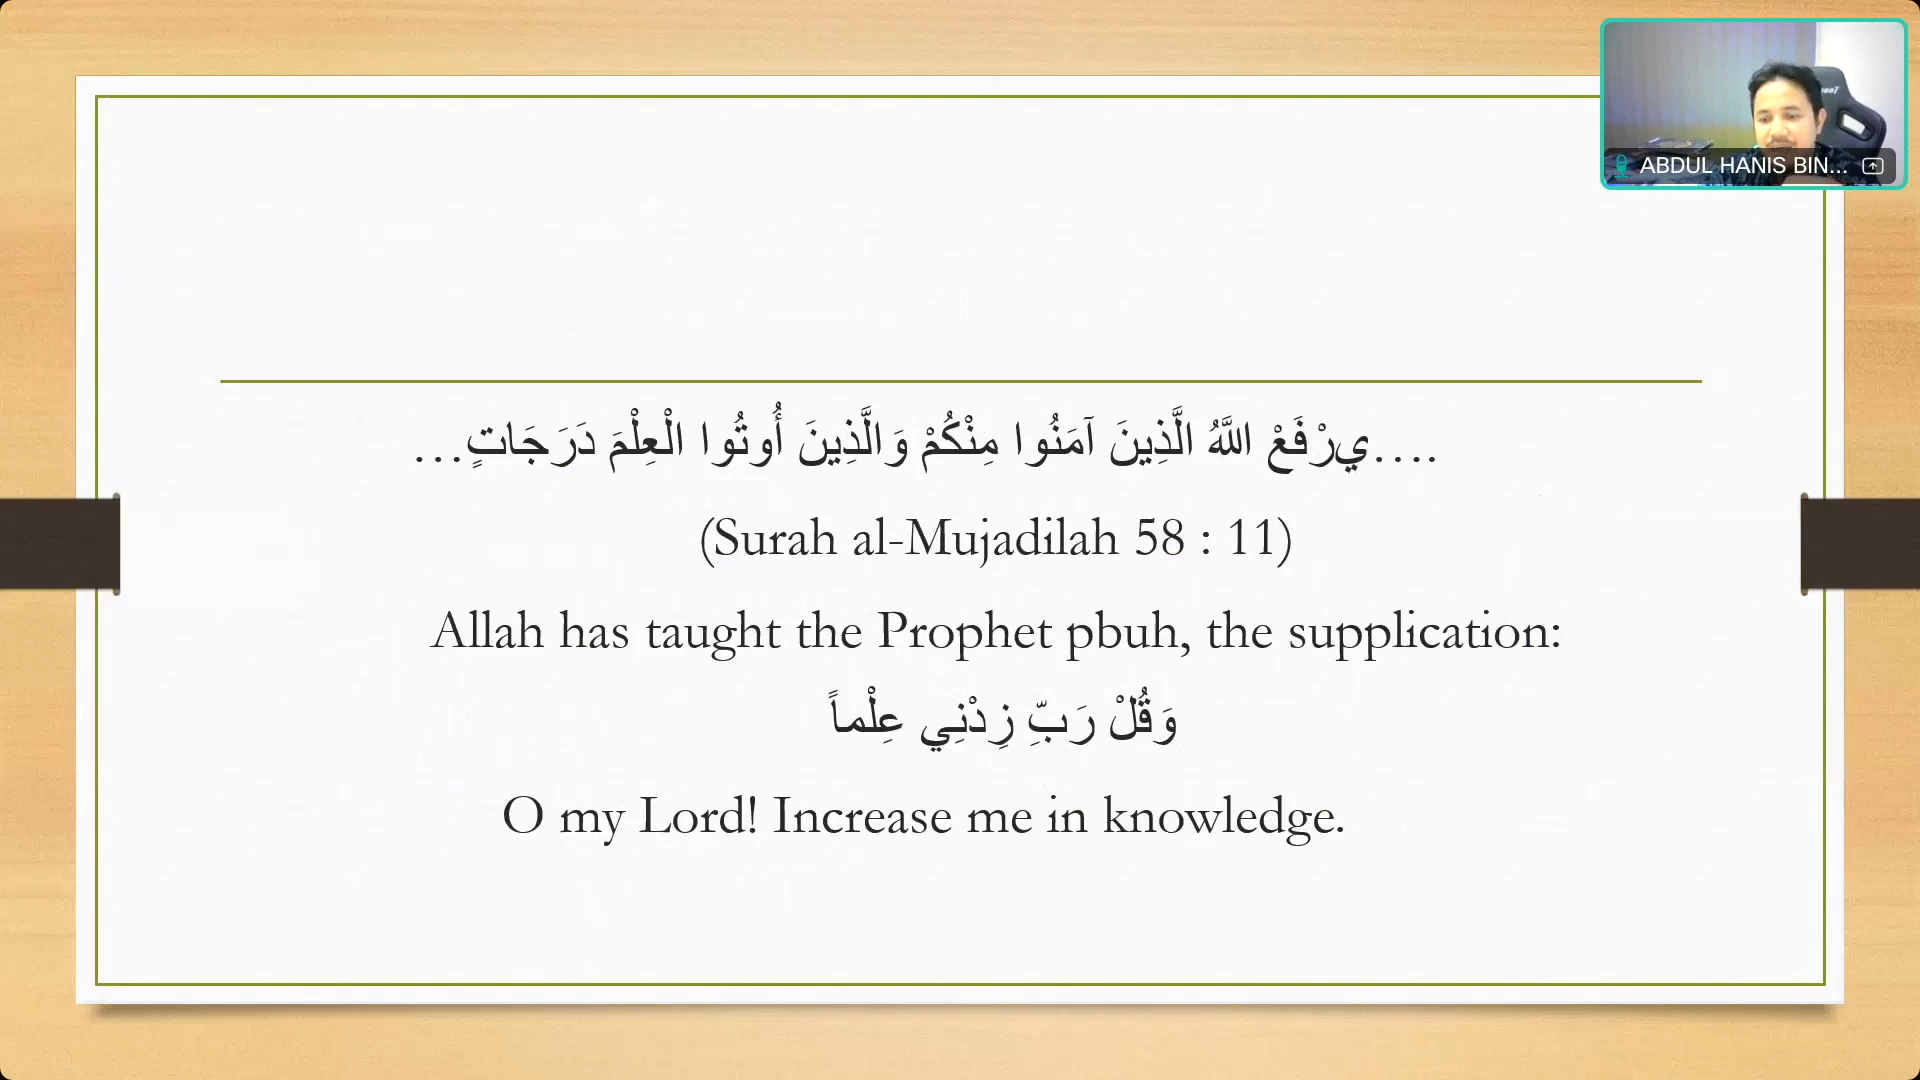 ABDUL HANIS BIN...
....يرْفَعْ اللَّهُ الَّذِينَ آمَنُوا مِنْكُمْ وَالَّذِينَ أُوتُوا الْعِلْمَ دَرَجَاتٍ...
(Surah al-Mujadilah 58 : 11)
Allah has taught the Prophet pbuh, the supplication:
وَقُلْ رَبِّ زِدْنِي عِلْماً
O my Lord! Increase me in knowledge.